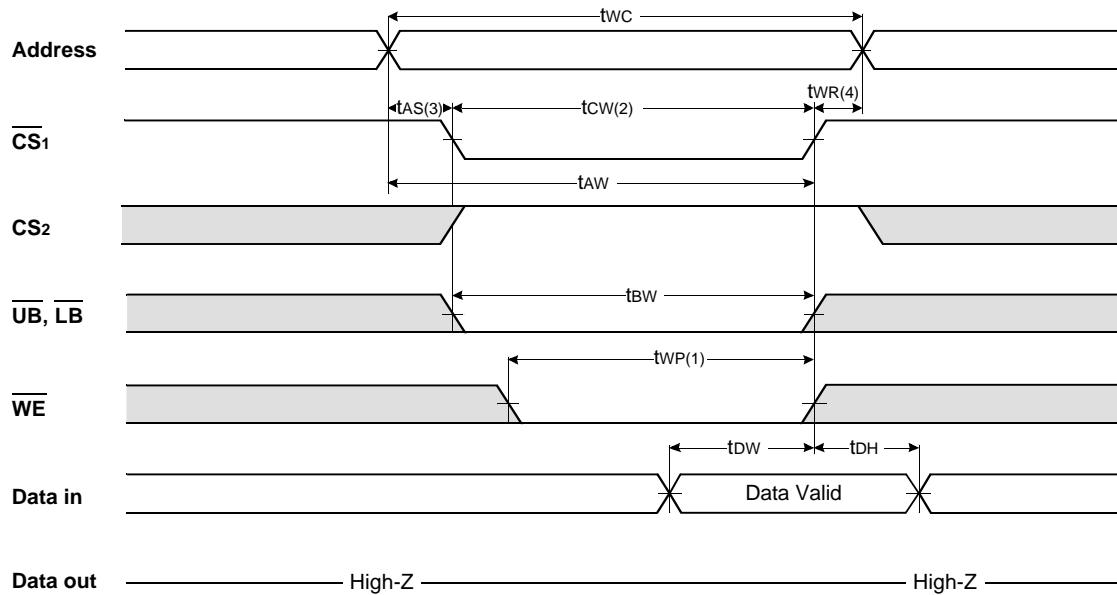 tWC
Address
tAS(3) tCW(2) tWR(4)
CS1
tAW
CS2
tBW
UB, LB
tWP(1)
WE
tDW tDH
Data in Data Valid
Data out High-Z High-Z